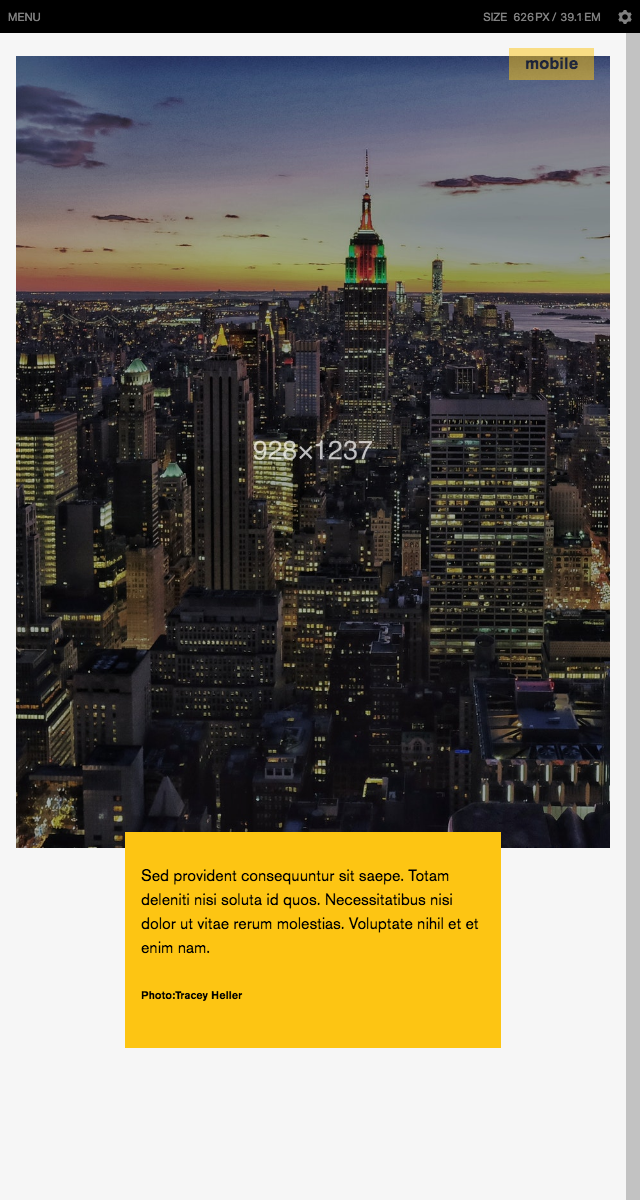 MENU
SIZE 626PX / 39.1EM
mobile
928×1237
Sed provident consequuntur sit saepe. Totam
deleniti nisi soluta id quos. Necessitatibus nisi
dolor ut vitae rerum molestias. Voluptate nihil et et
enim nam.
Photo:Tracey Heller